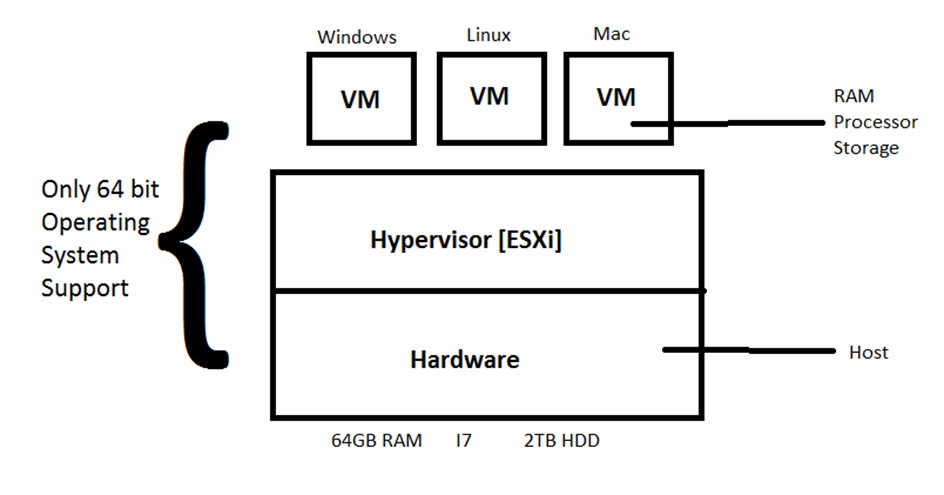 Windows
Linux
Mac
VM
VM
VM
RAM
Processor
Storage
Only 64 bit
Operating
System
Support
Hypervisor [ESXi]
Hardware
Host
64GB RAM I7 2TB HDD